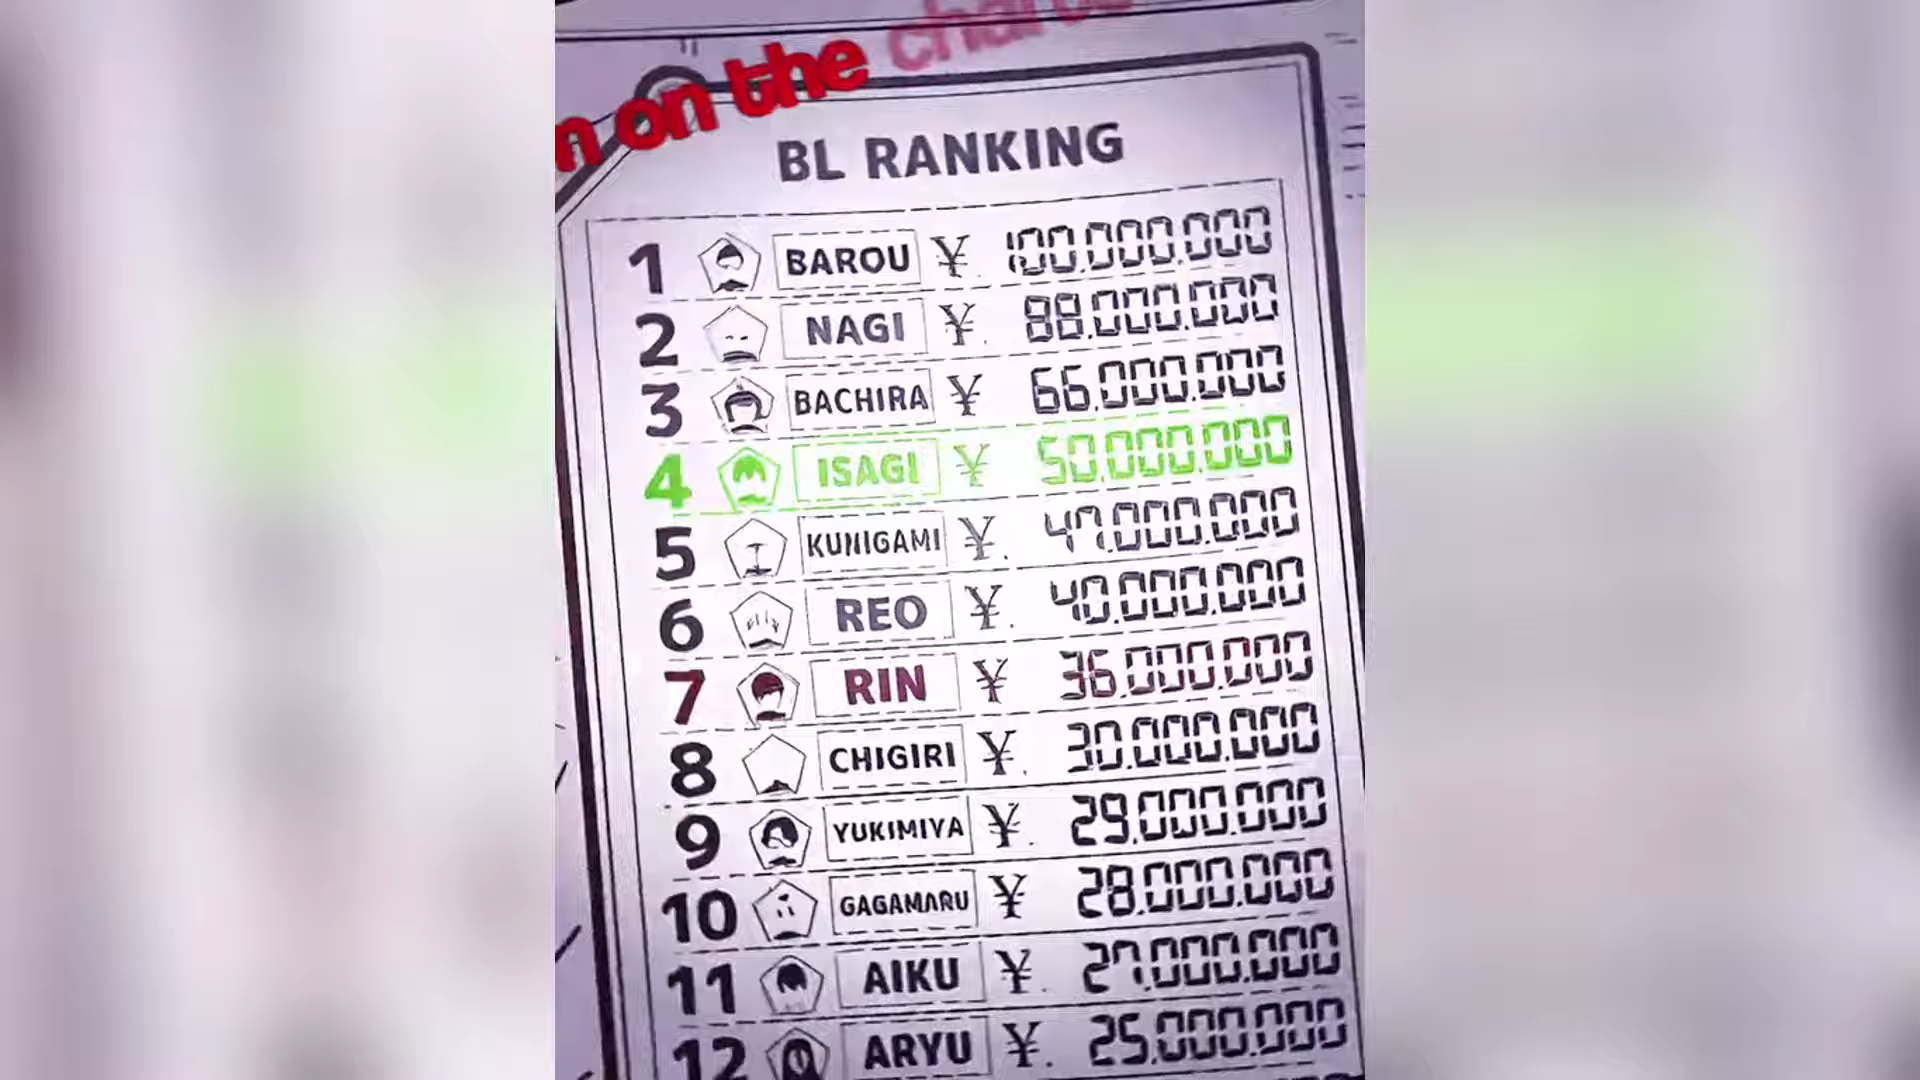 n on the charts
BL RANKING
1 BAROU ¥ 100.000.000
2 NAGI ¥ 88.000.000
3 BACHIRA ¥ 66.000.000
4 ISAGI ¥ 50.000.000
5 KUNIGAMI ¥ 47.000.000
6 REO ¥ 40.000.000
7 RIN ¥ 36.000.000
8 CHIGIRI ¥ 30.000.000
9 YUKIMIYA ¥ 29.000.000
10 GAGAMARU ¥ 28.000.000
11 AIKU ¥ 27.000.000
12 ARYU ¥ 25.000.000